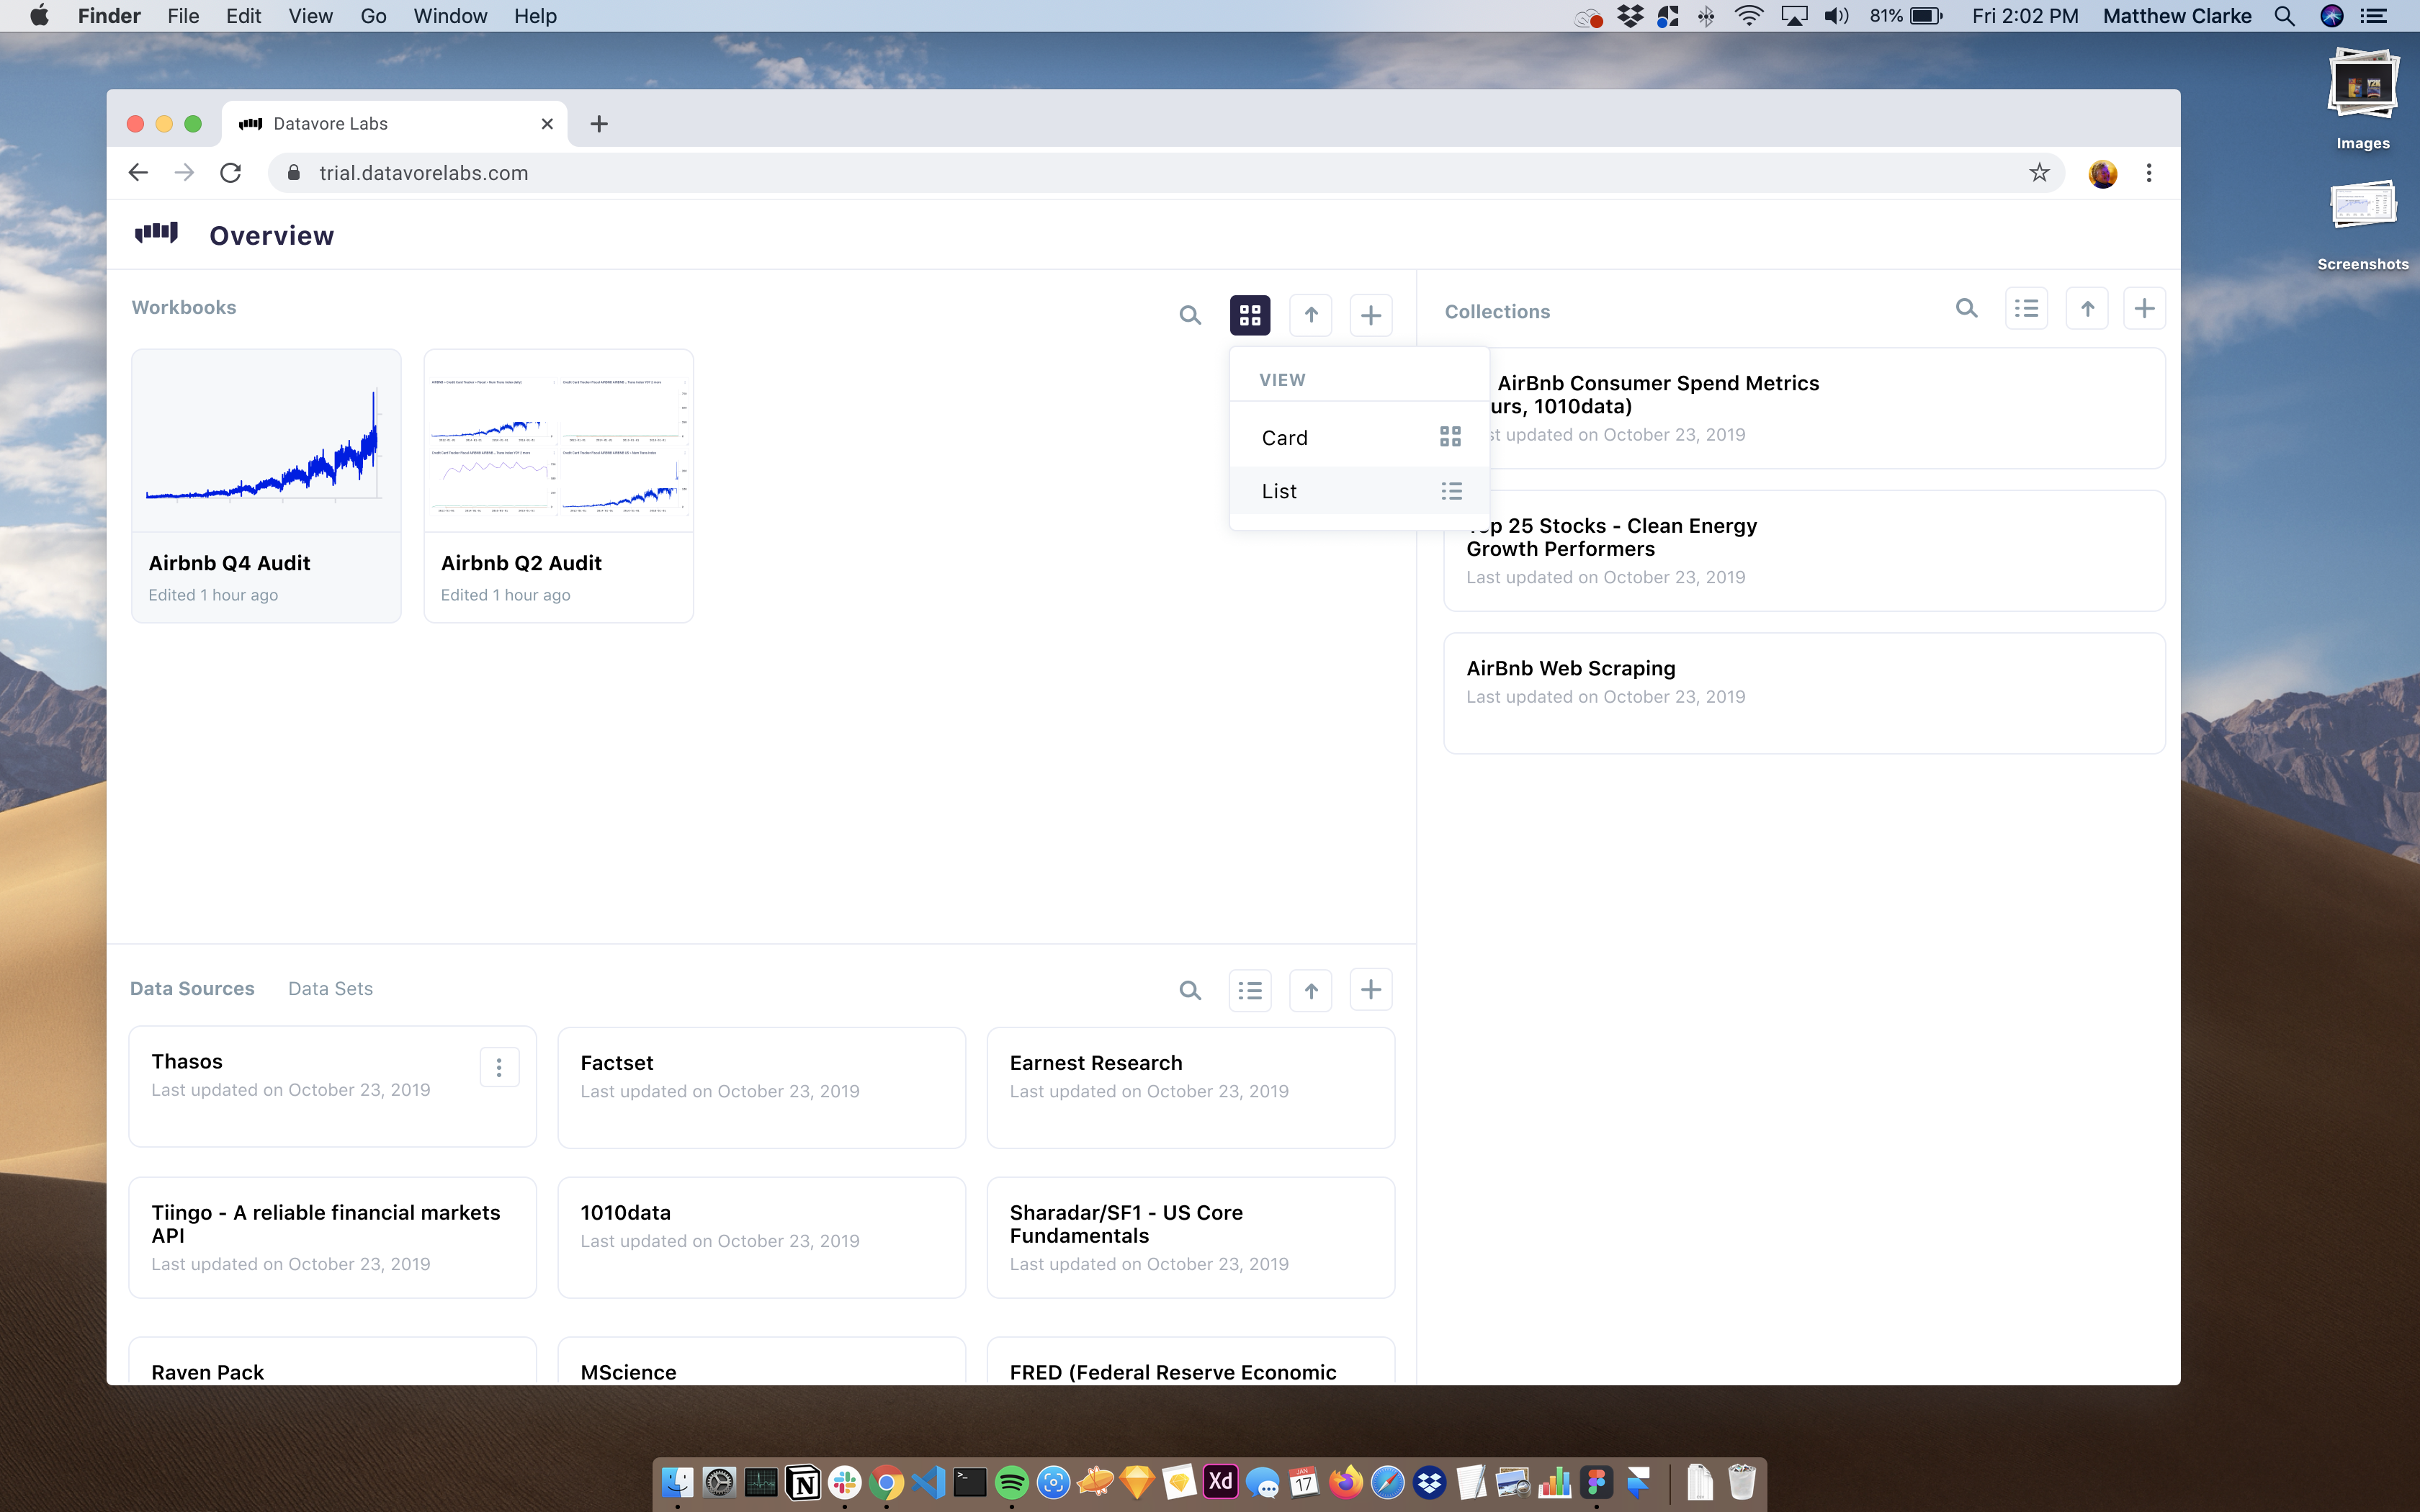 Finder File Edit View Go Window Help 81% Fri 2:02 PM Matthew Clarke
Images
Screenshots
Datavore Labs
trial.datavorelabs.com
Overview
Workbooks
Airbnb Q4 Audit
Edited 1 hour ago
Airbnb Q2 Audit
Edited 1 hour ago
VIEW
Card
List
Collections
AirBnb Consumer Spend Metrics
urs, 1010data)
st updated on October 23, 2019
Top 25 Stocks - Clean Energy
Growth Performers
Last updated on October 23, 2019
AirBnb Web Scraping
Last updated on October 23, 2019
Data Sources Data Sets
Thasos
Last updated on October 23, 2019
Factset
Last updated on October 23, 2019
Earnest Research
Last updated on October 23, 2019
Tiingo - A reliable financial markets
API
Last updated on October 23, 2019
1010data
Last updated on October 23, 2019
Sharadar/SF1 - US Core
Fundamentals
Last updated on October 23, 2019
Raven Pack
MScience
FRED (Federal Reserve Economic
N
Xd
JAN
17